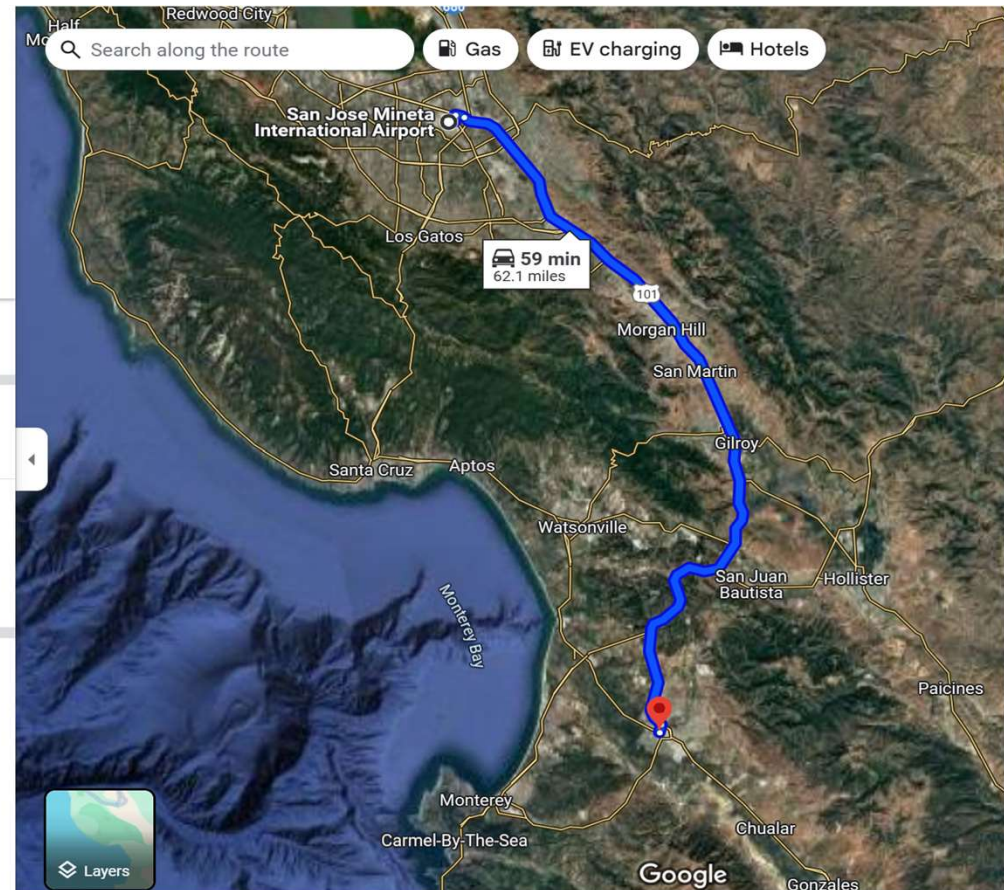 Redwood City
Half
Search along the route
Gas
EV charging
Hotels
San Jose Mineta
International Airport
Los Gatos
59 min
62.1 miles
101
Morgan Hill
San Martin
Gilroy
Santa Cruz
Aptos
Watsonville
San Juan
Bautista
Hollister
Monterey Bay
Paicines
Monterey
Carmel-By-The-Sea
Chualar
Layers
Google
Gonzales